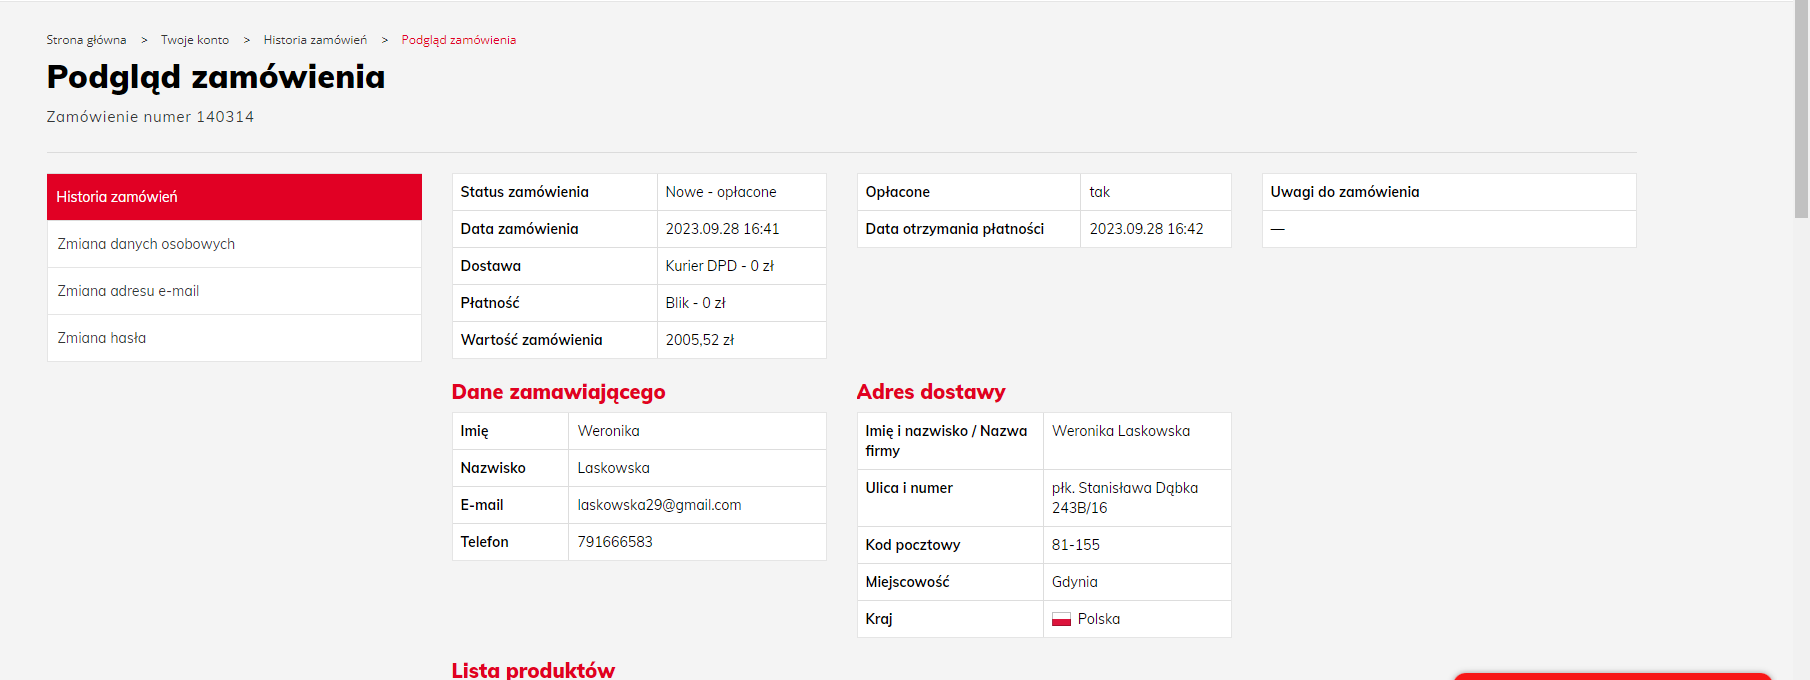 Strona główna > Twoje konto > Historia zamówień > Podgląd zamówienia
Podgląd zamówienia
Zamówienie numer 140314
Historia zamówień
Zmiana danych osobowych
Zmiana adresu e-mail
Zmiana hasła
Status zamówienia Nowe - opłacone
Data zamówienia 2023.09.28 16:41
Dostawa Kurier DPD - 0 zł
Płatność Blik - 0 zł
Wartość zamówienia 2005,52 zł
Opłacone tak
Data otrzymania płatności 2023.09.28 16:42
Uwagi do zamówienia
—
Dane zamawiającego
Imię Weronika
Nazwisko Laskowska
E-mail laskowska29@gmail.com
Telefon 791666583
Adres dostawy
Imię i nazwisko / Nazwa Weronika Laskowska
firmy
Ulica i numer płk. Stanisława Dąbka
243B/16
Kod pocztowy 81-155
Miejscowość Gdynia
Kraj Polska
Lista produktów